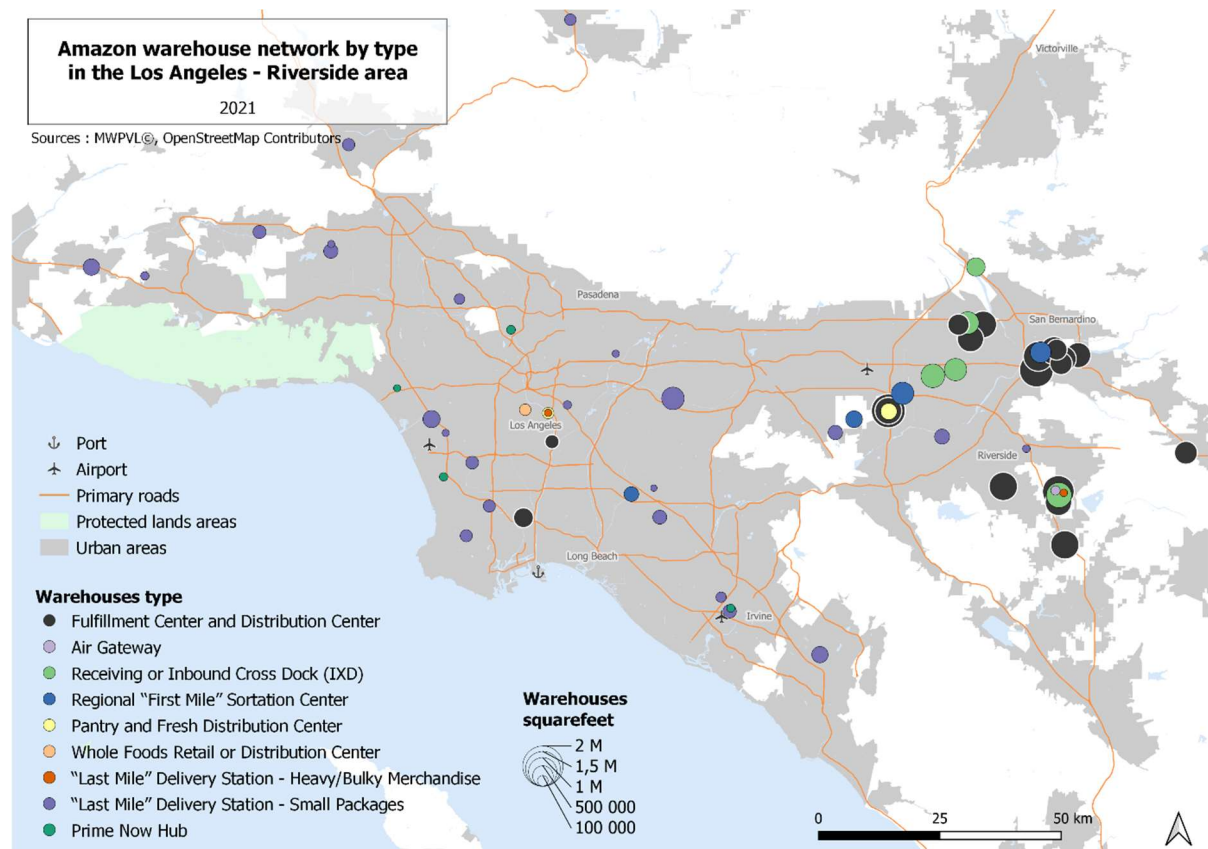 Amazon warehouse network by type
in the Los Angeles - Riverside area
2021
Sources : MWPVL©, OpenStreetMap Contributors
Victorville
Pasadena
San Bernardino
Los Angeles
Riverside
Long Beach
Irvine
Port
Airport
Primary roads
Protected lands areas
Urban areas
Warehouses type
Fulfillment Center and Distribution Center
Air Gateway
Receiving or Inbound Cross Dock (IXD)
Regional “First Mile” Sortation Center
Pantry and Fresh Distribution Center
Whole Foods Retail or Distribution Center
“Last Mile” Delivery Station - Heavy/Bulky Merchandise
“Last Mile” Delivery Station - Small Packages
Prime Now Hub
Warehouses
squarefeet
2 M
1,5 M
1 M
500 000
100 000
0 25 50 km